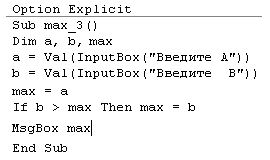 Option Explicit
Sub max_3()
Dim a, b, max
a = Val(InputBox("Введите A"))
b = Val(InputBox("Введите  B"))
max = a
If b > max Then max = b
MsgBox max
End Sub